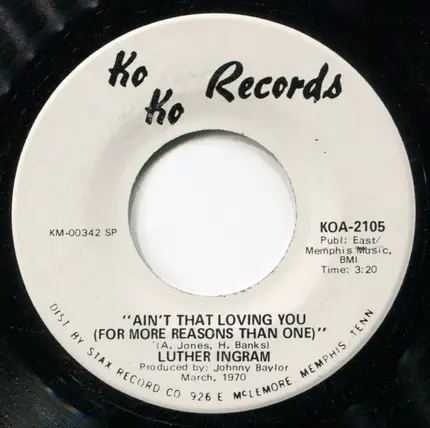 Ko Ko Records
KM-00342 SP
KOA-2105
Publ: East/
Memphis Music,
BMI
Time: 3:20
"AIN'T THAT LOVING YOU
(FOR MORE REASONS THAN ONE)"
(A. Jones, H. Banks)
LUTHER INGRAM
Produced by: Johnny Baylor
March, 1970
DIST BY STAX RECORD CO 926 E McLEMORE MEMPHIS, TENN